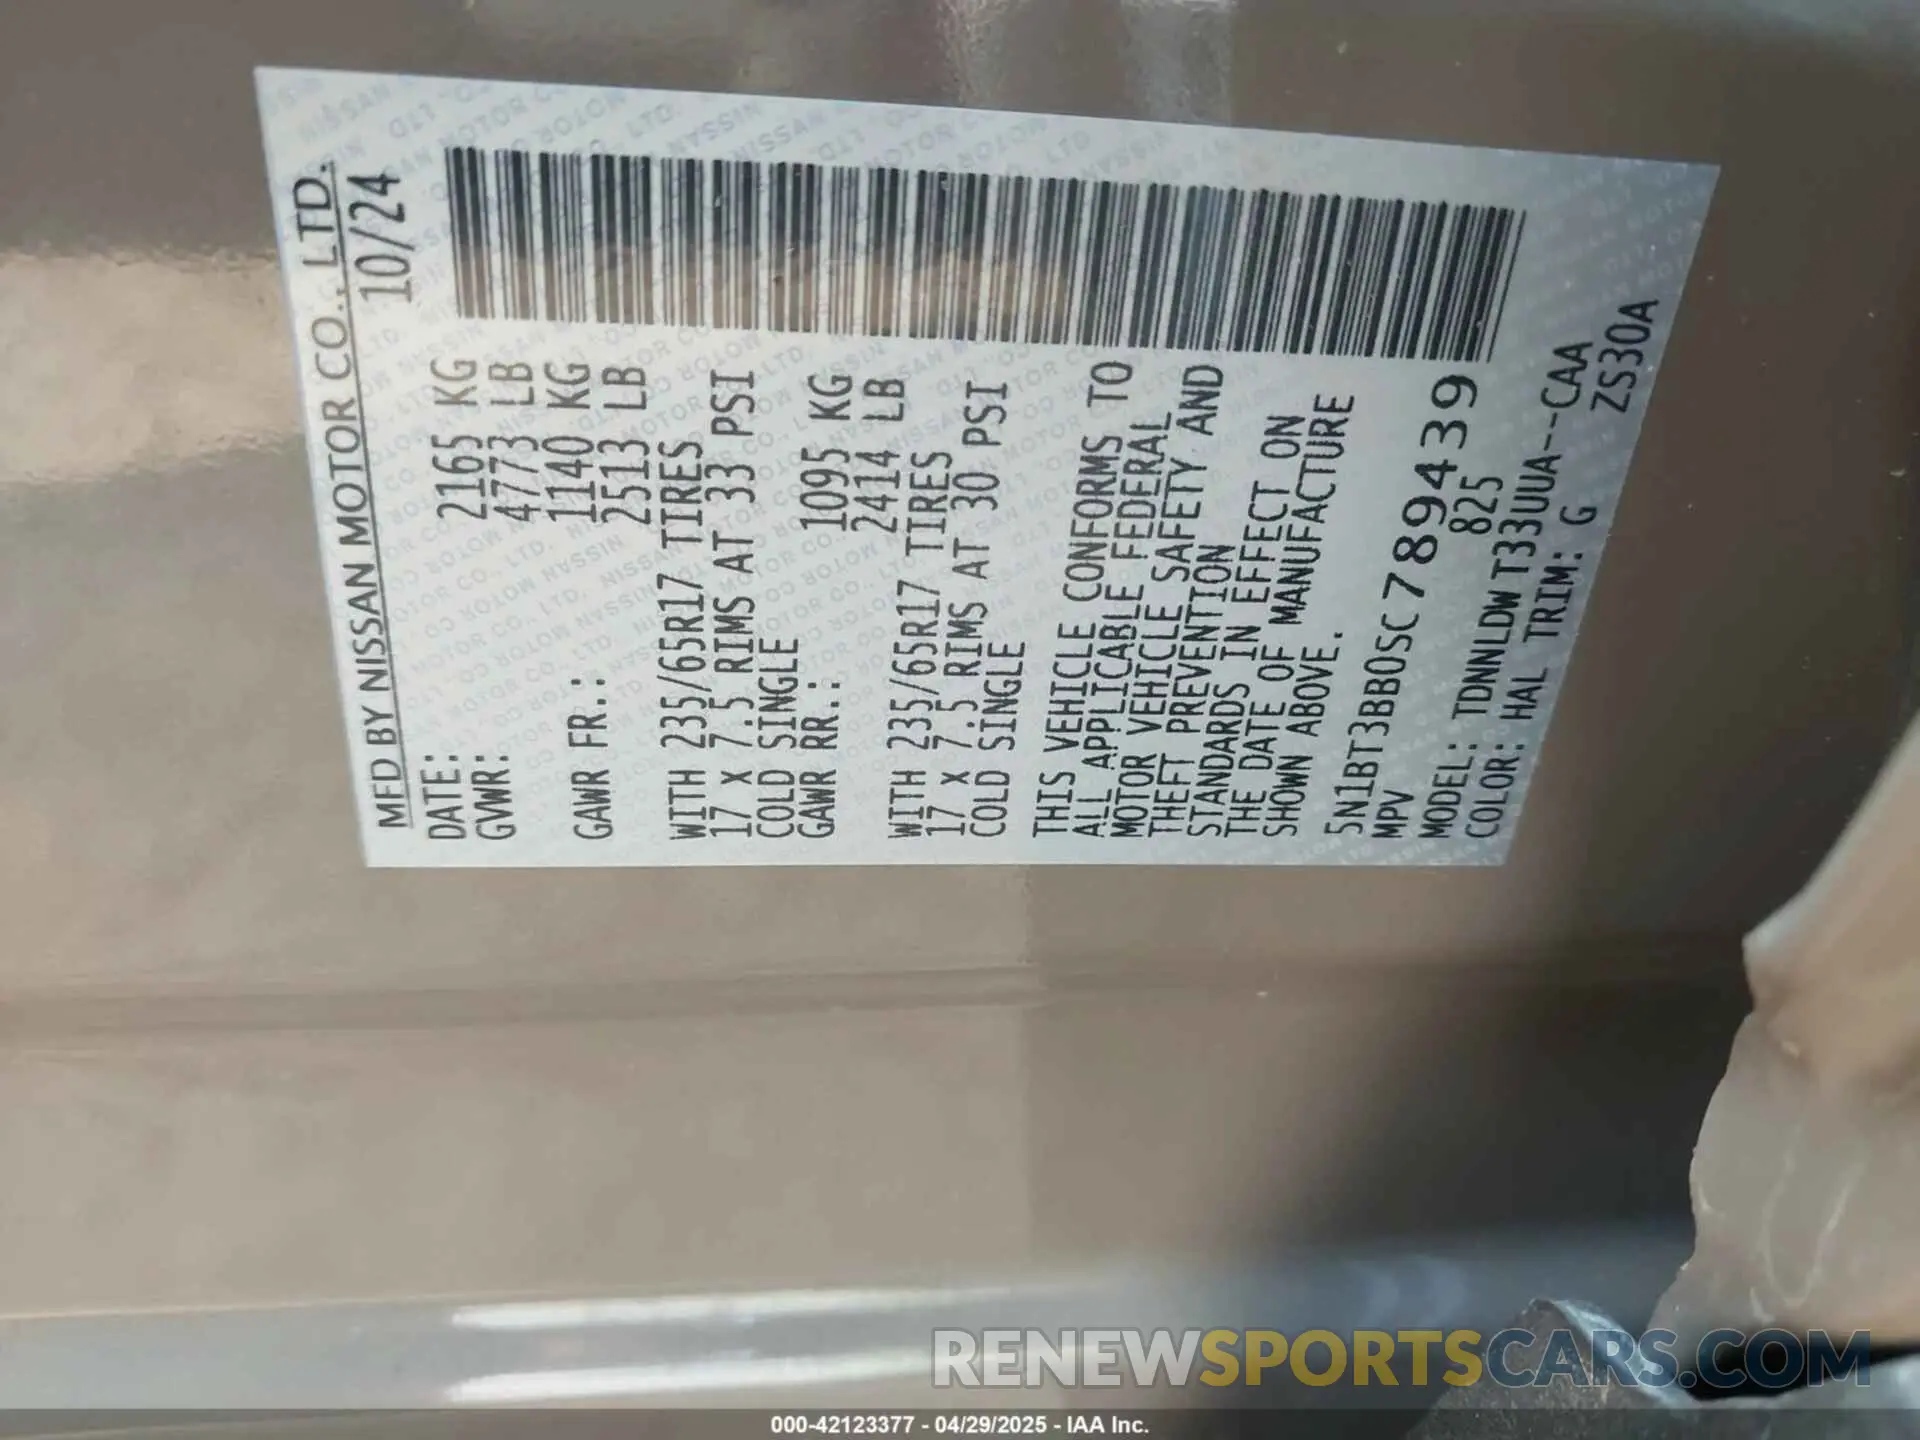 MFD BY NISSAN MOTOR CO., LTD.
DATE: 10/24
GVWR: 2165 KG
4773 LB
GAWR FR.: 1140 KG
2513 LB
WITH 235/65R17 TIRES
17 X 7.5 RIMS AT 33 PSI
COLD SINGLE
GAWR RR.: 1095 KG
2414 LB
WITH 235/65R17 TIRES
17 X 7.5 RIMS AT 30 PSI
COLD SINGLE
THIS VEHICLE CONFORMS TO
ALL APPLICABLE FEDERAL
MOTOR VEHICLE SAFETY AND
THEFT PREVENTION
STANDARDS IN EFFECT ON
THE DATE OF MANUFACTURE
SHOWN ABOVE.
5N1BT3BB0SC789439
MPV 825
MODEL: TDNNLDWT33UUA--CAA
COLOR: HAL TRIM: G ZS30A
RENEWSPORTSCARS.COM
000-42123377 - 04/29/2025 - IAA Inc.